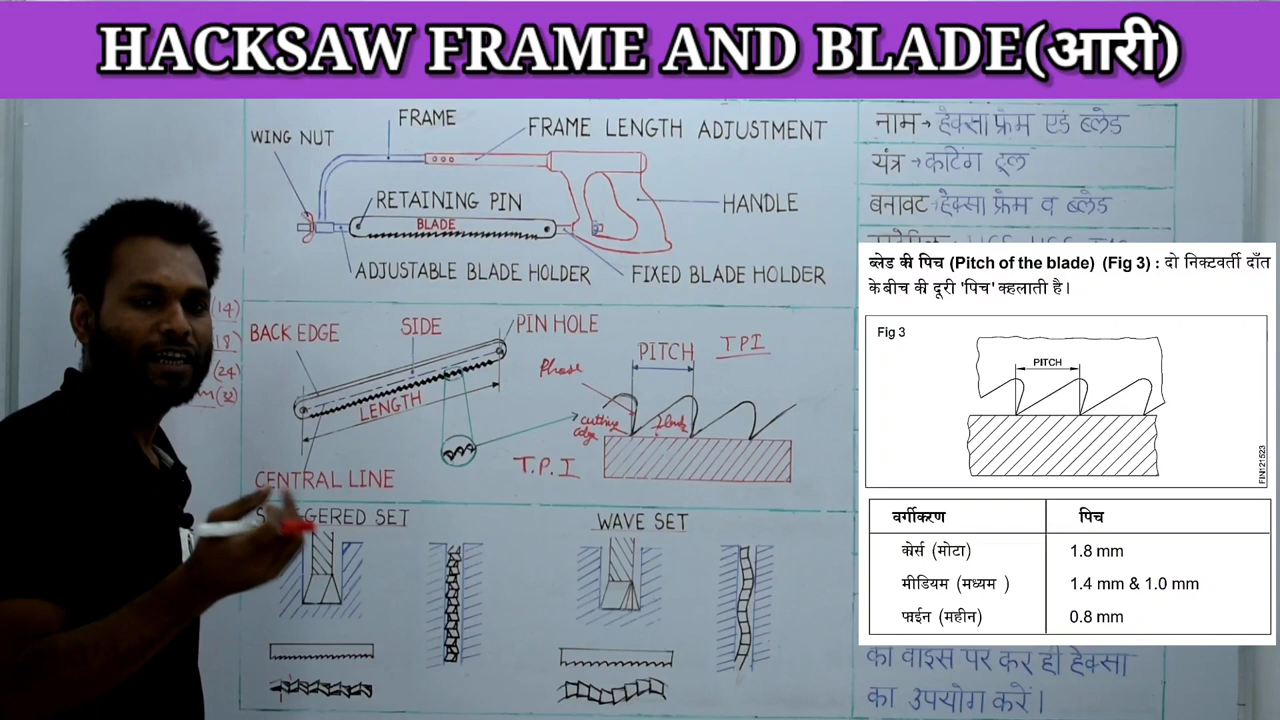 HACKSAW FRAME AND BLADE(आरी)
WING NUT
FRAME
FRAME LENGTH ADJUSTMENT
RETAINING PIN
BLADE
HANDLE
ADJUSTABLE BLADE HOLDER
FIXED BLADE HOLDER
(14)
18)
(24)
(32)
BACK EDGE
SIDE
PIN HOLE
LENGTH
CENTRAL LINE
PITCH
TPI
cutting
edge
T.P.I
GERED SET
WAVE SET
नाम → हैक्सा फ्रेम एवं ब्लेड
यंत्र → कटिंग टूल
बनावट → हैक्सा फ्रेम व ब्लेड
ब्लेड की पिच (Pitch of the blade) (Fig 3) : दो निकटवर्ती दाँत
के बीच की दूरी 'पिच' कहलाती है।
Fig 3
PITCH
FIN121523
वर्गीकरण पिच
कोर्स (मोटा) 1.8 mm
मीडियम (मध्यम ) 1.4 mm & 1.0 mm
फाईन (महीन) 0.8 mm
को वाइस पर कर ही हेक्सा
का उपयोग करें।